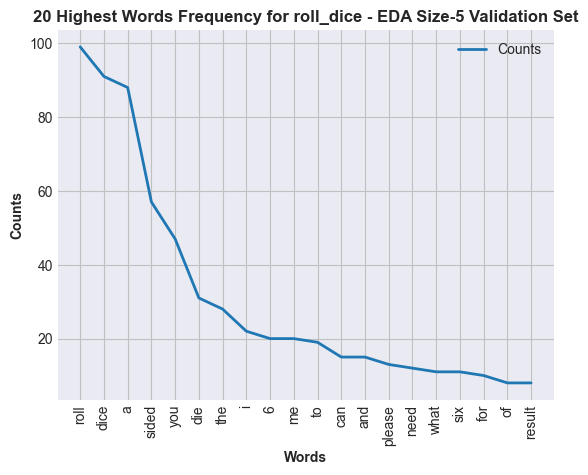 20 Highest Words Frequency for roll_dice - EDA Size-5 Validation Set
Counts
100
80
60
40
20
Counts
roll
dice
a
sided
you
die
the
i
6
me
to
can
and
please
need
what
six
for
of
result
Words